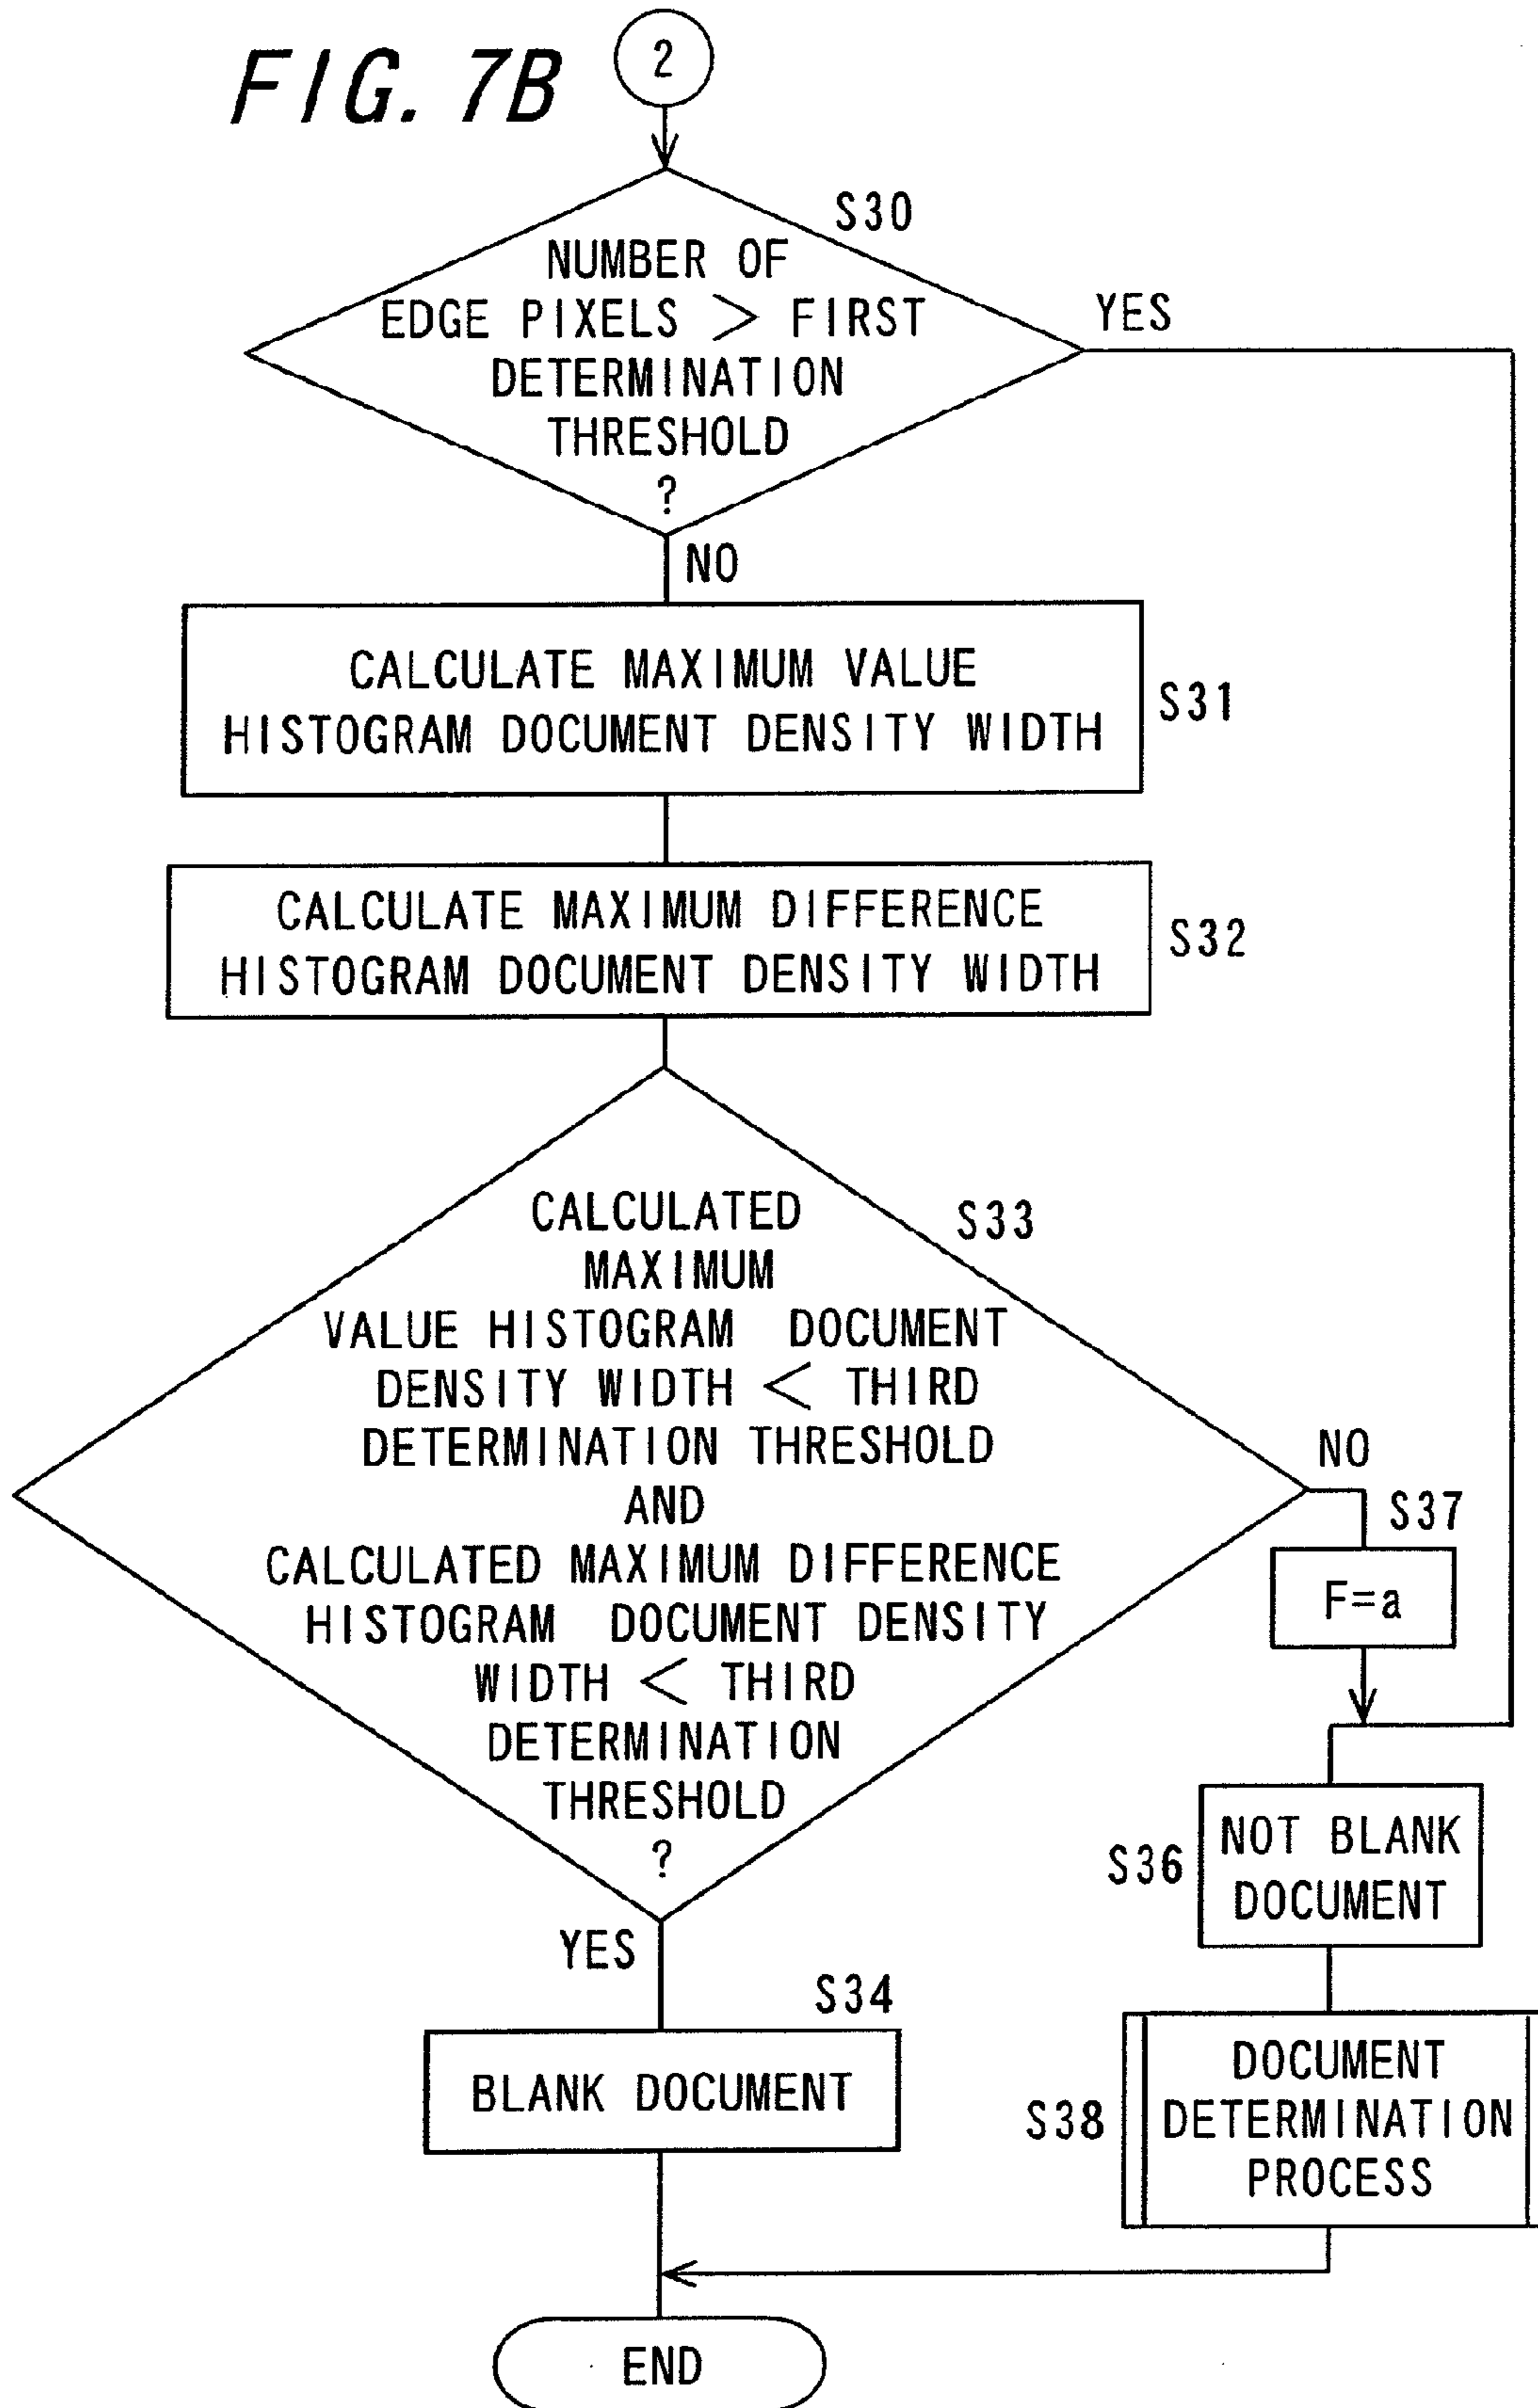 FIG. 7B
2
S30
NUMBER OF
EDGE PIXELS > FIRST
DETERMINATION
THRESHOLD
?
YES
NO
CALCULATE MAXIMUM VALUE
HISTOGRAM DOCUMENT DENSITY WIDTH
S31
CALCULATE MAXIMUM DIFFERENCE
HISTOGRAM DOCUMENT DENSITY WIDTH
S32
S33
CALCULATED
MAXIMUM
VALUE HISTOGRAM DOCUMENT
DENSITY WIDTH < THIRD
DETERMINATION THRESHOLD
AND
CALCULATED MAXIMUM DIFFERENCE
HISTOGRAM DOCUMENT DENSITY
WIDTH < THIRD
DETERMINATION
THRESHOLD
?
NO
S37
F=a
YES
S36
NOT BLANK
DOCUMENT
S34
BLANK DOCUMENT
S38
DOCUMENT
DETERMINATION
PROCESS
END